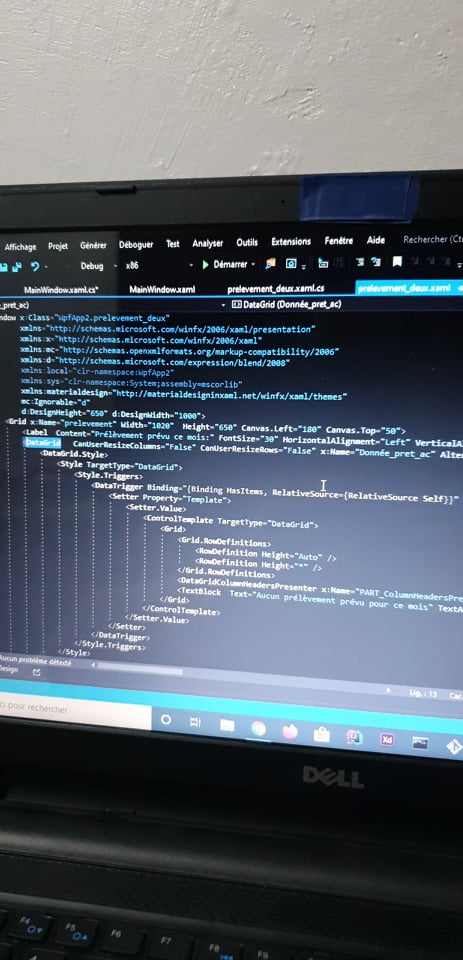 Affichage Projet Générer Déboguer Test Analyser Outils Extensions Fenêtre Aide Rechercher (Ct
Debug x86 Démarrer
MainWindow.xaml.cs* MainWindow.xaml prelevement_deux.xaml.cs prelevement_deux.xaml
_pret_ac) DataGrid (Donnée_pret_ac)
ndow x:Class="WpfApp2.prelevement_deux"
xmlns="http://schemas.microsoft.com/winfx/2006/xaml/presentation"
xmlns:x="http://schemas.microsoft.com/winfx/2006/xaml"
xmlns:mc="http://schemas.openxmlformats.org/markup-compatibility/2006"
xmlns:d="http://schemas.microsoft.com/expression/blend/2008"
xmlns:local="clr-namespace:WpfApp2"
xmlns:sys="clr-namespace:System;assembly=mscorlib"
xmlns:materialdesign="http://materialdesigninxaml.net/winfx/xaml/themes"
mc:Ignorable="d"
d:DesignHeight="650" d:DesignWidth="1000">
<Grid x:Name="prelevement" Width="1020" Height="650" Canvas.Left="180" Canvas.Top="50">
<Label Content="Prélèvement prévu ce mois:" FontSize="30" HorizontalAlignment="Left" VerticalA
<DataGrid CanUserResizeColumns="False" CanUserResizeRows="False" x:Name="Donnée_pret_ac" Alter
<DataGrid.Style>
<Style TargetType="DataGrid">
<Style.Triggers>
<DataTrigger Binding="{Binding HasItems, RelativeSource={RelativeSource Self}}"
<Setter Property="Template">
<Setter.Value>
<ControlTemplate TargetType="DataGrid">
<Grid>
<Grid.RowDefinitions>
<RowDefinition Height="Auto" />
<RowDefinition Height="*" />
</Grid.RowDefinitions>
<DataGridColumnHeadersPresenter x:Name="PART_ColumnHeadersPre
<TextBlock Text="Aucun prélèvement prévu pour ce mois" TextA
</Grid>
</ControlTemplate>
</Setter.Value>
</Setter>
</DataTrigger>
</Style.Triggers>
</Style>
Aucun problème détecté
Lig. : 13 Car.
Design
ci pour rechercher
Xd
DELL
F4 F5 F6 F7 F8 F9